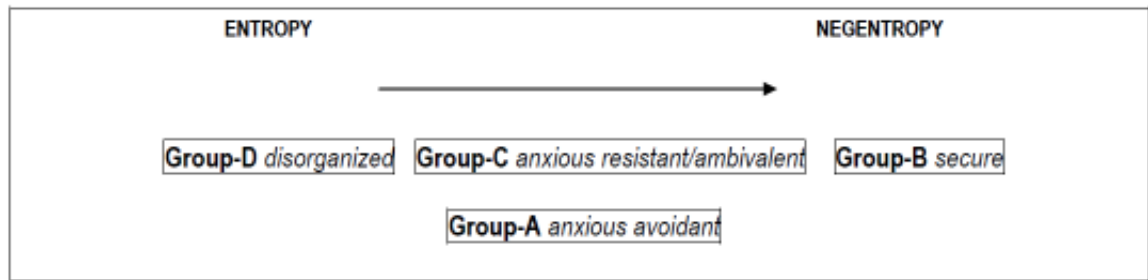 ENTROPY NEGENTROPY
Group-D disorganized Group-C anxious resistant/ambivalent Group-B secure
Group-A anxious avoidant